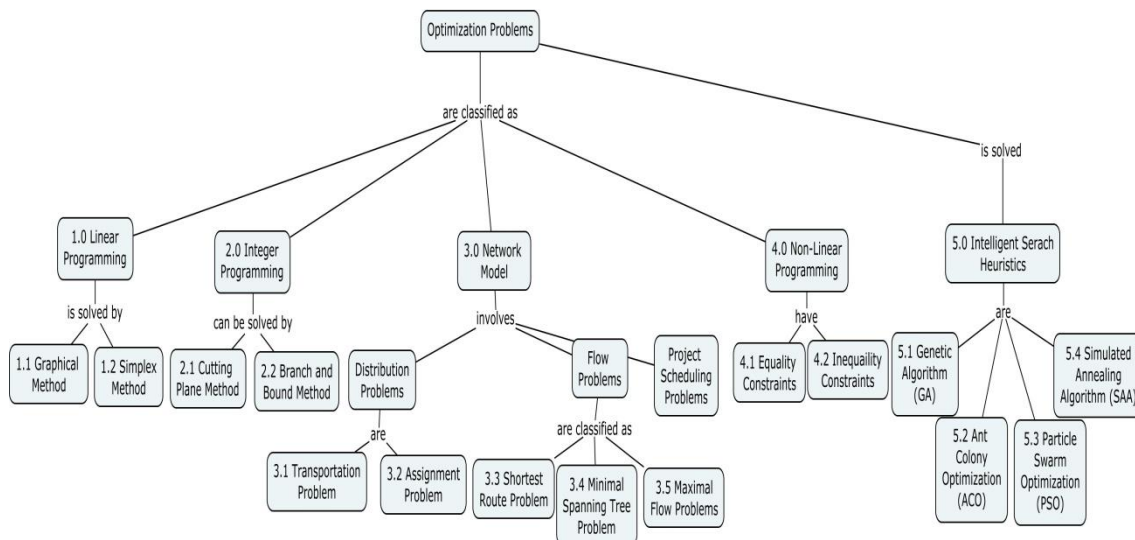 Optimization Problems
are classified as
is solved
1.0 Linear
Programming
2.0 Integer
Programming
3.0 Network
Model
4.0 Non-Linear
Programming
5.0 Intelligent Serach
Heuristics
is solved by
can be solved by
involves
have
are
1.1 Graphical
Method
1.2 Simplex
Method
2.1 Cutting
Plane Method
2.2 Branch and
Bound Method
Distribution
Problems
Flow
Problems
Project
Scheduling
Problems
4.1 Equality
Constraints
4.2 Inequaility
Constraints
5.1 Genetic
Algorithm
(GA)
5.4 Simulated
Annealing
Algorithm (SAA)
are
are classified as
5.2 Ant
Colony
Optimization
(ACO)
5.3 Particle
Swarm
Optimization
(PSO)
3.1 Transportation
Problem
3.2 Assignment
Problem
3.3 Shortest
Route Problem
3.4 Minimal
Spanning Tree
Problem
3.5 Maximal
Flow Problems